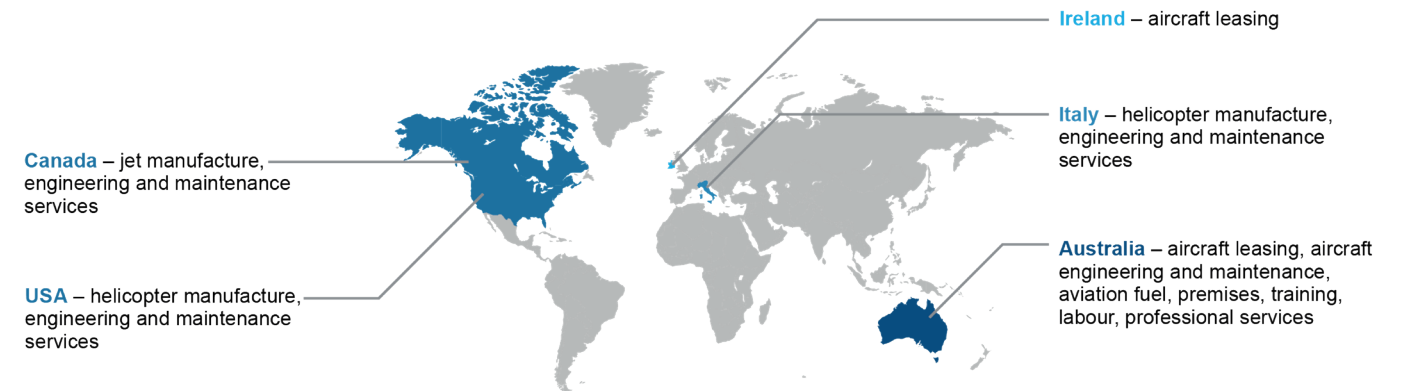 Ireland – aircraft leasing
Italy – helicopter manufacture,
engineering and maintenance
services
Canada – jet manufacture,
engineering and maintenance
services
Australia – aircraft leasing, aircraft
engineering and maintenance,
aviation fuel, premises, training,
labour, professional services
USA – helicopter manufacture,
engineering and maintenance
services